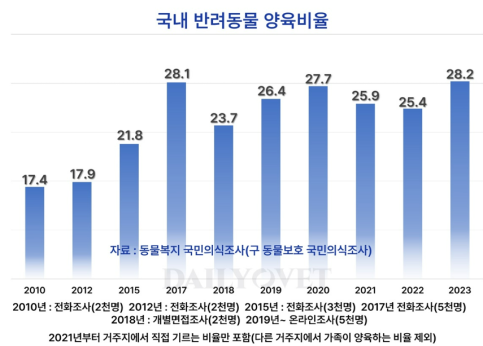 국내 반려동물 양육비율
17.4 17.9 21.8 28.1 23.7 26.4 27.7 25.9 25.4 28.2
자료 : 동물복지 국민의식조사(구 동물보호 국민의식조사)
DAILYVET
2010 2012 2015 2017 2018 2019 2020 2021 2022 2023
2010년 : 전화조사(2천명) 2012년 : 전화조사(2천명) 2015년 : 전화조사(3천명) 2017년 전화조사(5천명)
2018년 : 개별면접조사(2천명) 2019년~ 온라인조사(5천명)
2021년부터 거주지에서 직접 기르는 비율만 포함(다른 거주지에서 가족이 양육하는 비율 제외)